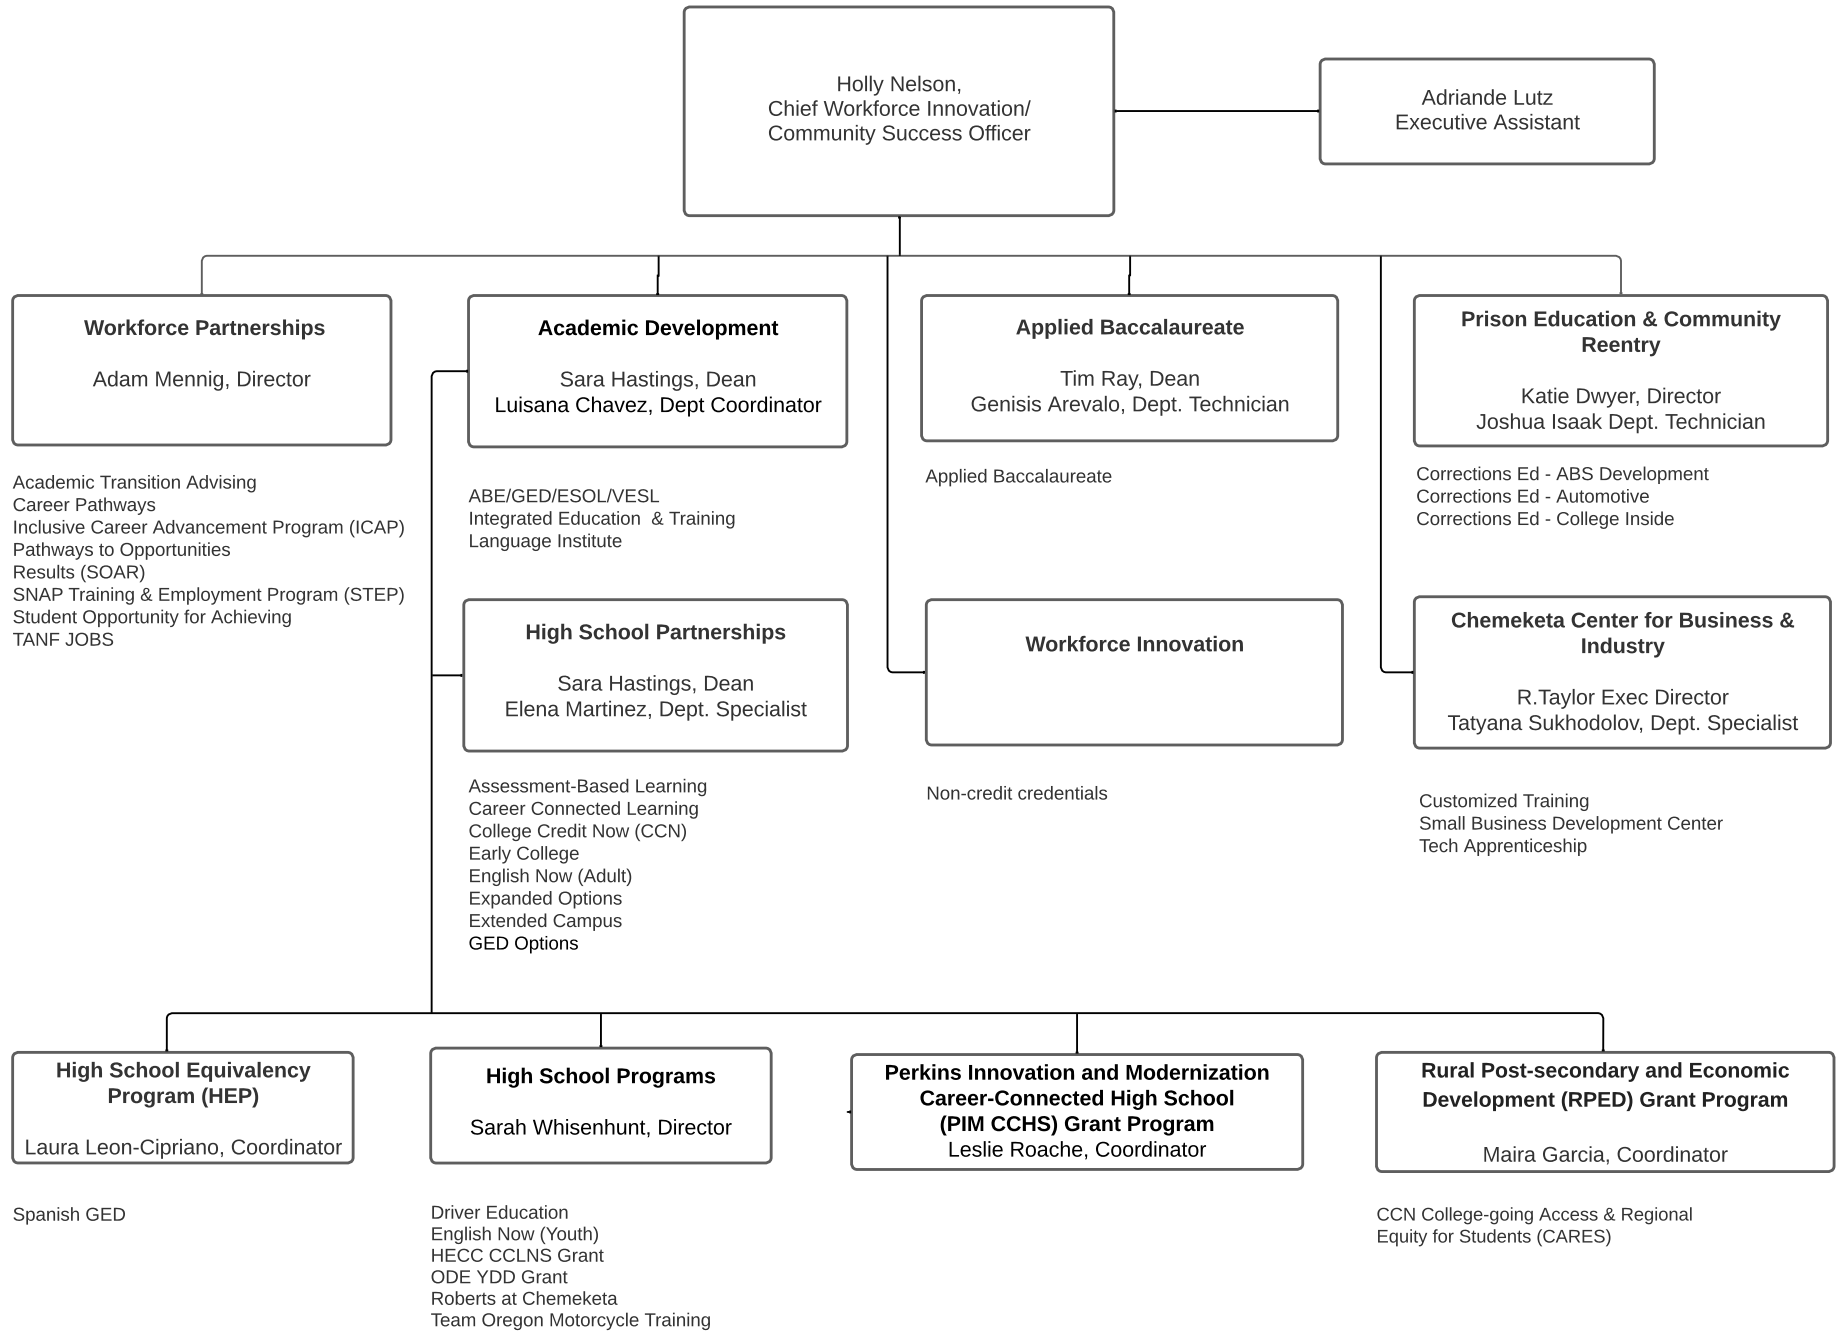 Holly Nelson,
Chief Workforce Innovation/
Community Success Officer
Adriande Lutz
Executive Assistant
Workforce Partnerships
Adam Mennig, Director
Academic Transition Advising
Career Pathways
Inclusive Career Advancement Program (ICAP)
Pathways to Opportunities
Results (SOAR)
SNAP Training & Employment Program (STEP)
Student Opportunity for Achieving
TANF JOBS
Academic Development
Sara Hastings, Dean
Luisana Chavez, Dept Coordinator
ABE/GED/ESOL/VESL
Integrated Education & Training
Language Institute
Applied Baccalaureate
Tim Ray, Dean
Genisis Arevalo, Dept. Technician
Applied Baccalaureate
Prison Education & Community
Reentry
Katie Dwyer, Director
Joshua Isaak Dept. Technician
Corrections Ed - ABS Development
Corrections Ed - Automotive
Corrections Ed - College Inside
High School Partnerships
Sara Hastings, Dean
Elena Martinez, Dept. Specialist
Assessment-Based Learning
Career Connected Learning
College Credit Now (CCN)
Early College
English Now (Adult)
Expanded Options
Extended Campus
GED Options
Workforce Innovation
Non-credit credentials
Chemeketa Center for Business &
Industry
R.Taylor Exec Director
Tatyana Sukhodolov, Dept. Specialist
Customized Training
Small Business Development Center
Tech Apprenticeship
High School Equivalency
Program (HEP)
Laura Leon-Cipriano, Coordinator
Spanish GED
High School Programs
Sarah Whisenhunt, Director
Driver Education
English Now (Youth)
HECC CCLNS Grant
ODE YDD Grant
Roberts at Chemeketa
Team Oregon Motorcycle Training
Perkins Innovation and Modernization
Career-Connected High School
(PIM CCHS) Grant Program
Leslie Roache, Coordinator
Rural Post-secondary and Economic
Development (RPED) Grant Program
Maira Garcia, Coordinator
CCN College-going Access & Regional
Equity for Students (CARES)